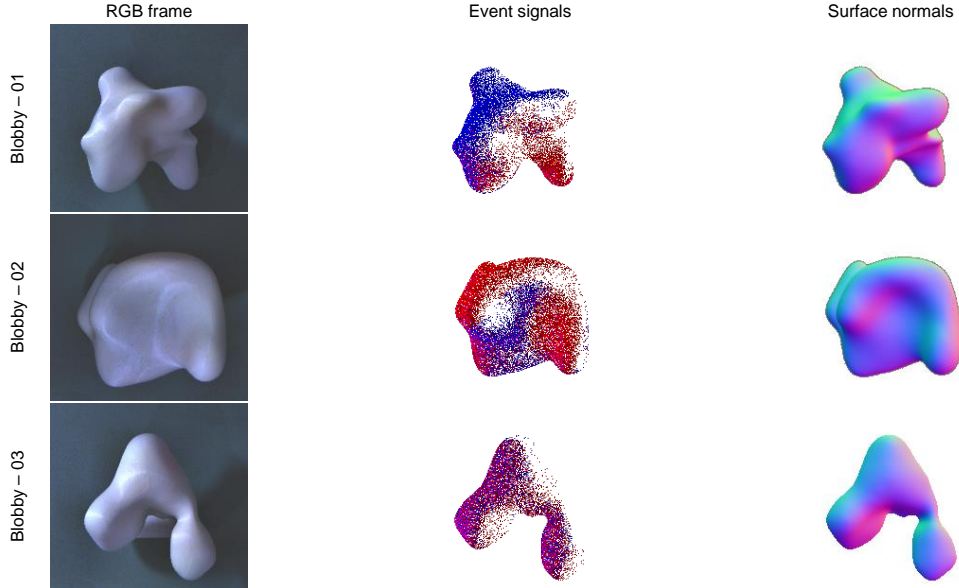 RGB frame
Event signals
Surface normals
Blobby – 01
Blobby – 02
Blobby – 03